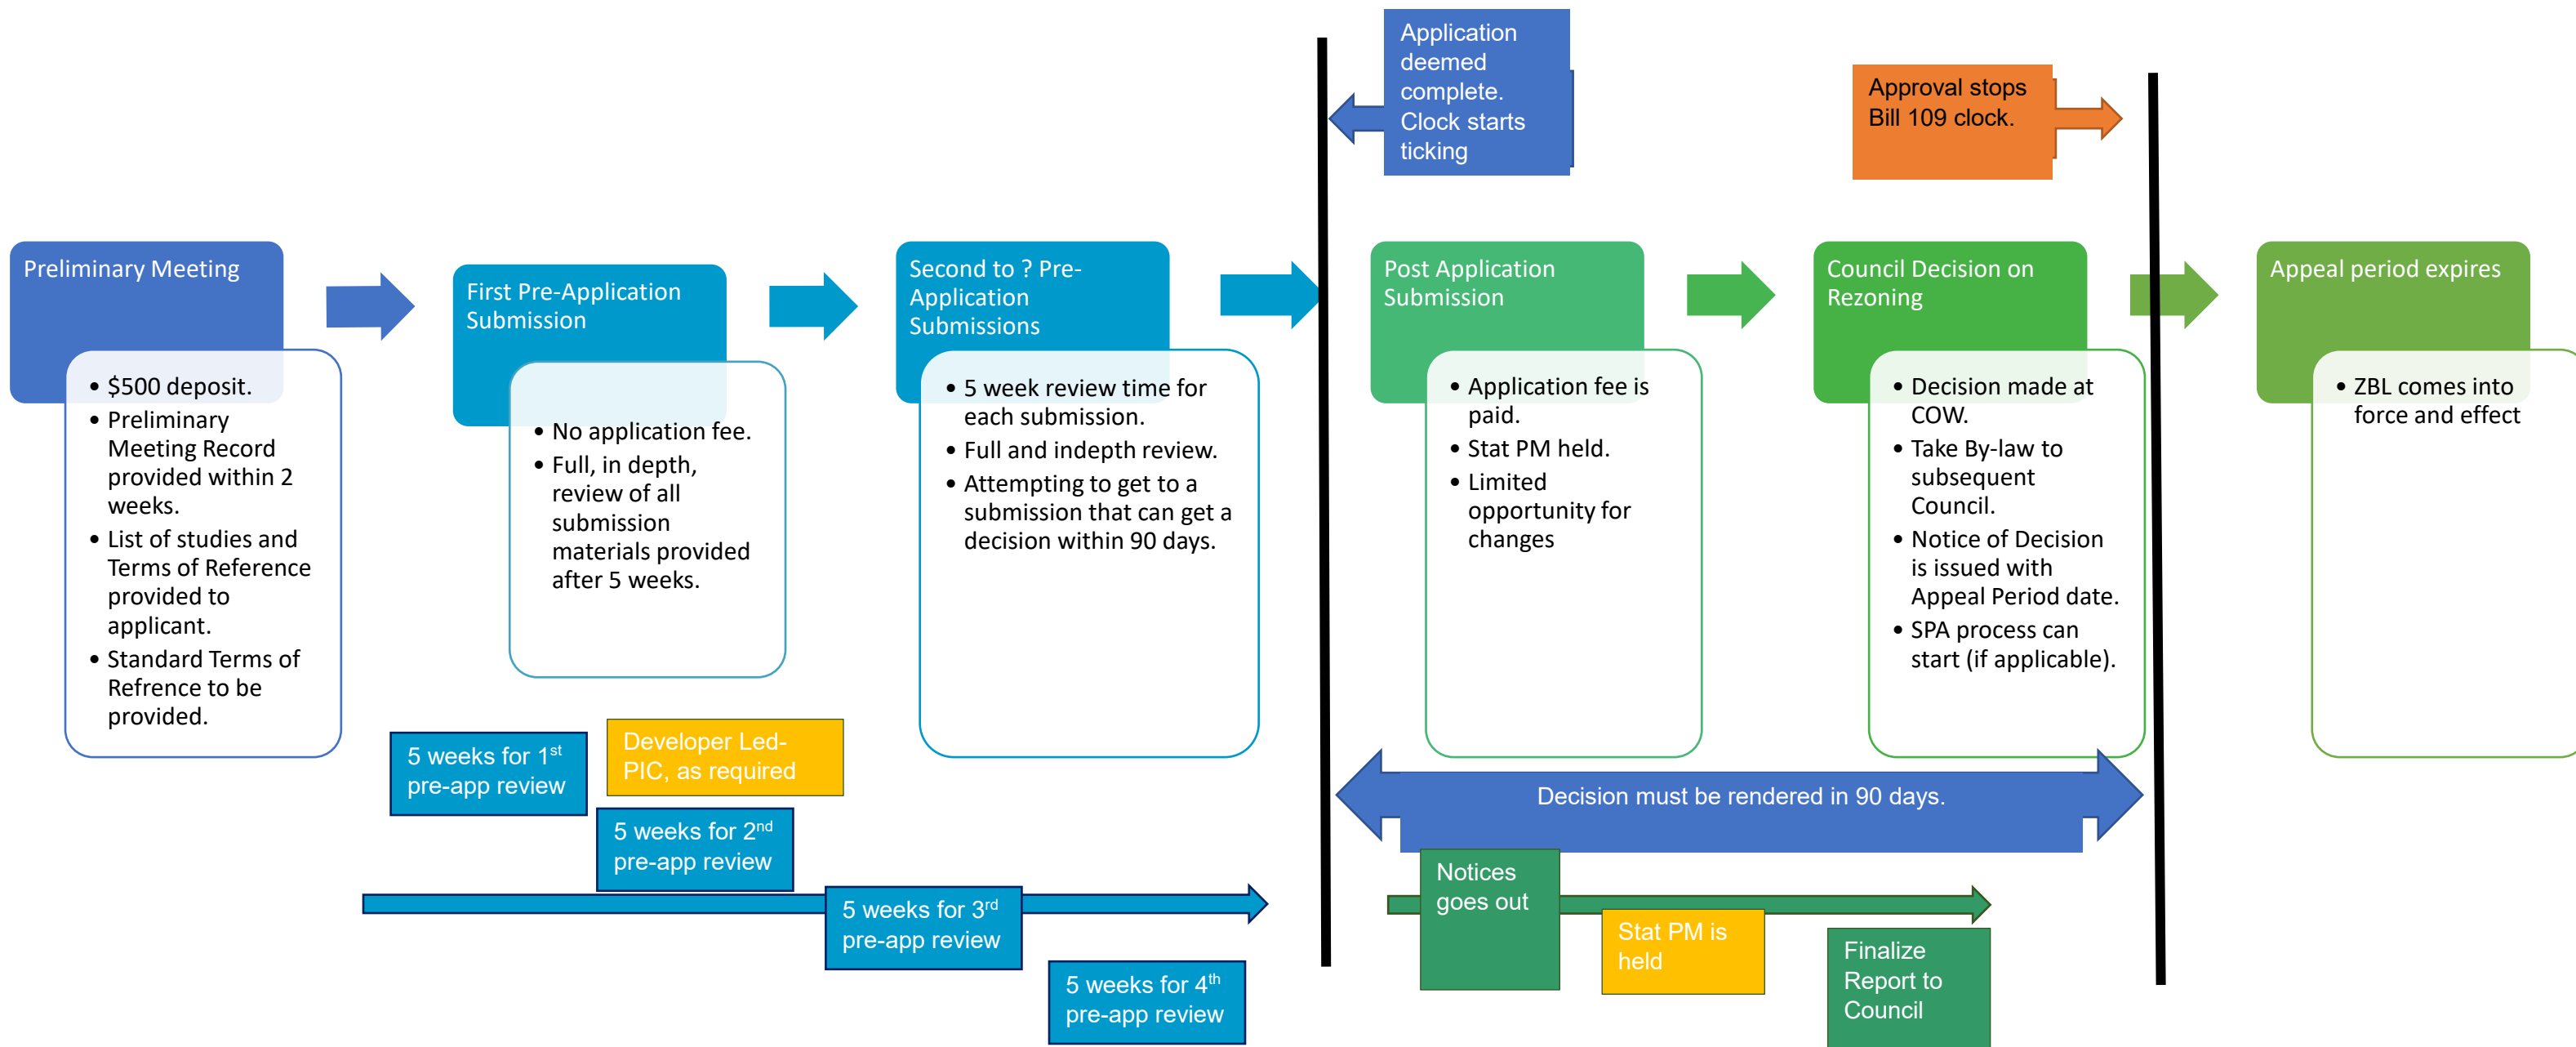 Application
deemed
complete.
Clock starts
ticking
Approval stops
Bill 109 clock.
Preliminary Meeting
• $500 deposit.
• Preliminary
Meeting Record
provided within 2
weeks.
• List of studies and
Terms of Reference
provided to
applicant.
• Standard Terms of
Refrence to be
provided.
First Pre-Application
Submission
• No application fee.
• Full, in depth,
review of all
submission
materials provided
after 5 weeks.
Second to ? Pre-
Application
Submissions
• 5 week review time for
each submission.
• Full and indepth review.
• Attempting to get to a
submission that can get a
decision within 90 days.
Post Application
Submission
• Application fee is
paid.
• Stat PM held.
• Limited
opportunity for
changes
Council Decision on
Rezoning
• Decision made at
COW.
• Take By-law to
subsequent
Council.
• Notice of Decision
is issued with
Appeal Period date.
• SPA process can
start (if applicable).
Appeal period expires
• ZBL comes into
force and effect
5 weeks for 1st
pre-app review
Developer Led-
PIC, as required
5 weeks for 2nd
pre-app review
5 weeks for 3rd
pre-app review
5 weeks for 4th
pre-app review
Decision must be rendered in 90 days.
Notices
goes out
Stat PM is
held
Finalize
Report to
Council